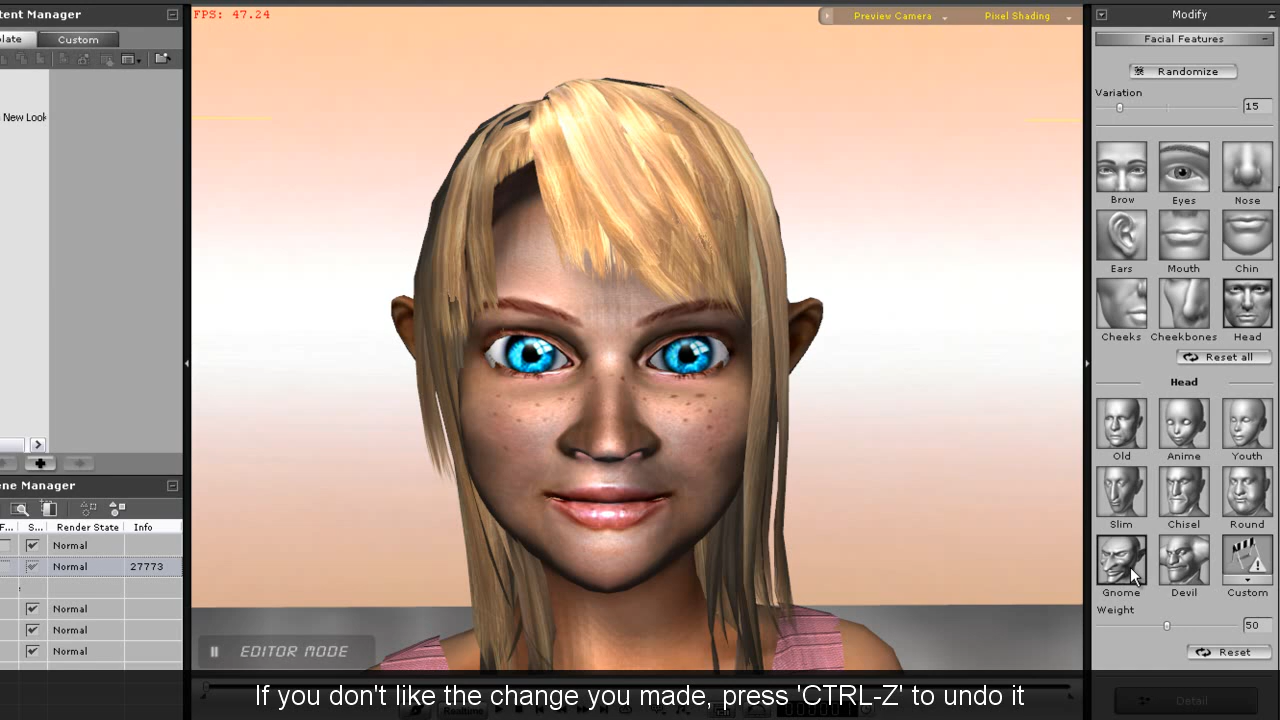 tent Manager
FPS: 47.24
Preview Camera
Pixel Shading
Modify
plate
Custom
Facial Features
Randomize
Variation
15
New Look
Brow
Eyes
Nose
Ears
Mouth
Chin
Cheeks
Cheekbones
Head
Reset all
Head
Old
Anime
Youth
ene Manager
Slim
Chisel
Round
F...
S...
Render State
Info
Normal
Normal
27773
Gnome
Devil
Custom
Normal
Weight
Normal
50
Normal
EDITOR MODE
Reset
If you don't like the change you made, press 'CTRL-Z' to undo it
Detail
Realtime